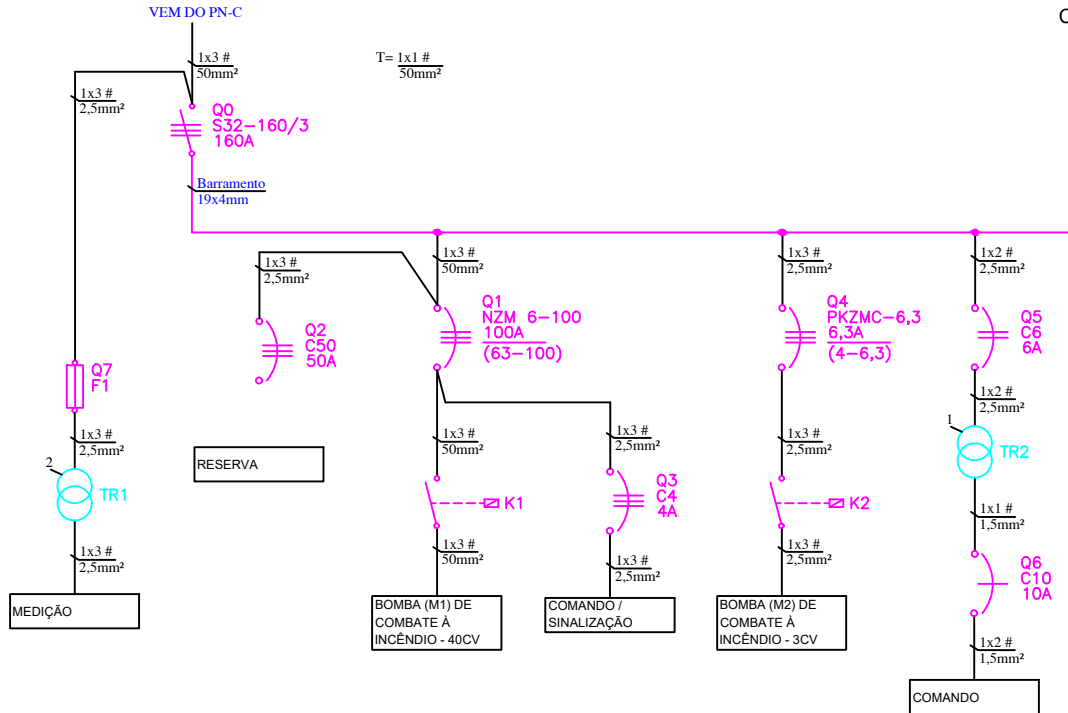 VEM DO PN-C
C
1x3 #
50mm²
T= 1x1 #
50mm²
1x3 #
2,5mm²
Q0
S32-160/3
160A
Barramento
19x4mm
1x3 #
2,5mm²
1x3 #
50mm²
1x3 #
2,5mm²
1x2 #
2,5mm²
Q2
C50
50A
Q1
NZM 6-100
100A
(63-100)
Q4
PKZMC-6,3
6,3A
(4-6,3)
Q5
C6
6A
Q7
F1
1x2 #
2,5mm²
1x3 #
2,5mm²
1x3 #
50mm²
1x3 #
2,5mm²
1x3 #
2,5mm²
1
TR2
2
TR1
RESERVA
K1
Q3
C4
4A
K2
1x1 #
1,5mm²
1x3 #
2,5mm²
1x3 #
50mm²
1x3 #
2,5mm²
1x3 #
2,5mm²
Q6
C10
10A
MEDIÇÃO
BOMBA (M1) DE
COMBATE À
INCÊNDIO - 40CV
COMANDO /
SINALIZAÇÃO
BOMBA (M2) DE
COMBATE À
INCÊNDIO - 3CV
1x2 #
1,5mm²
COMANDO